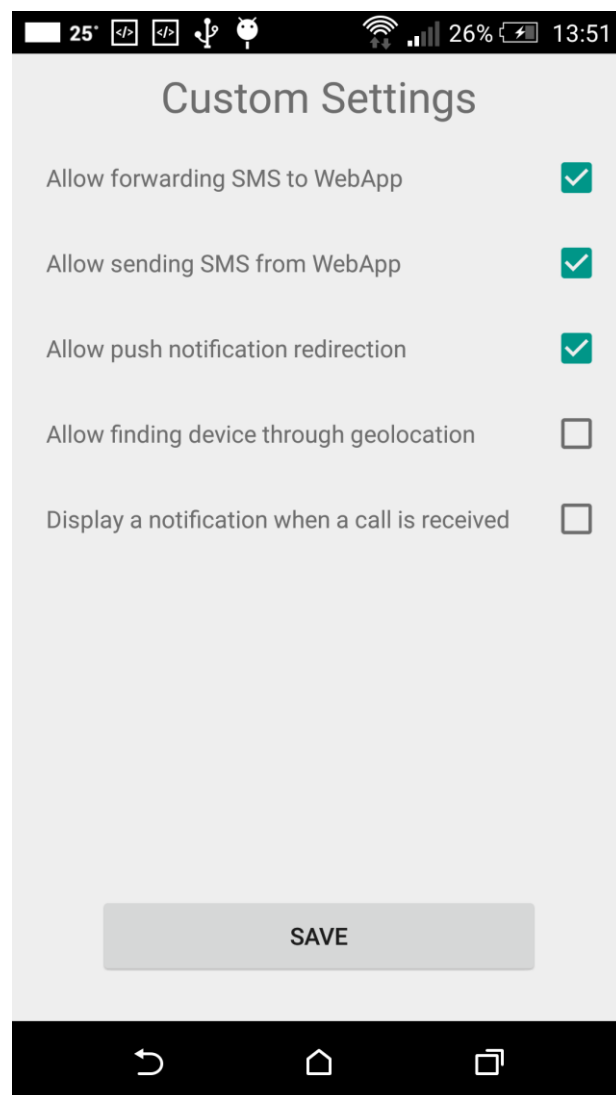 25° </> </> 26% 13:51
Custom Settings
Allow forwarding SMS to WebApp
Allow sending SMS from WebApp
Allow push notification redirection
Allow finding device through geolocation
Display a notification when a call is received
SAVE